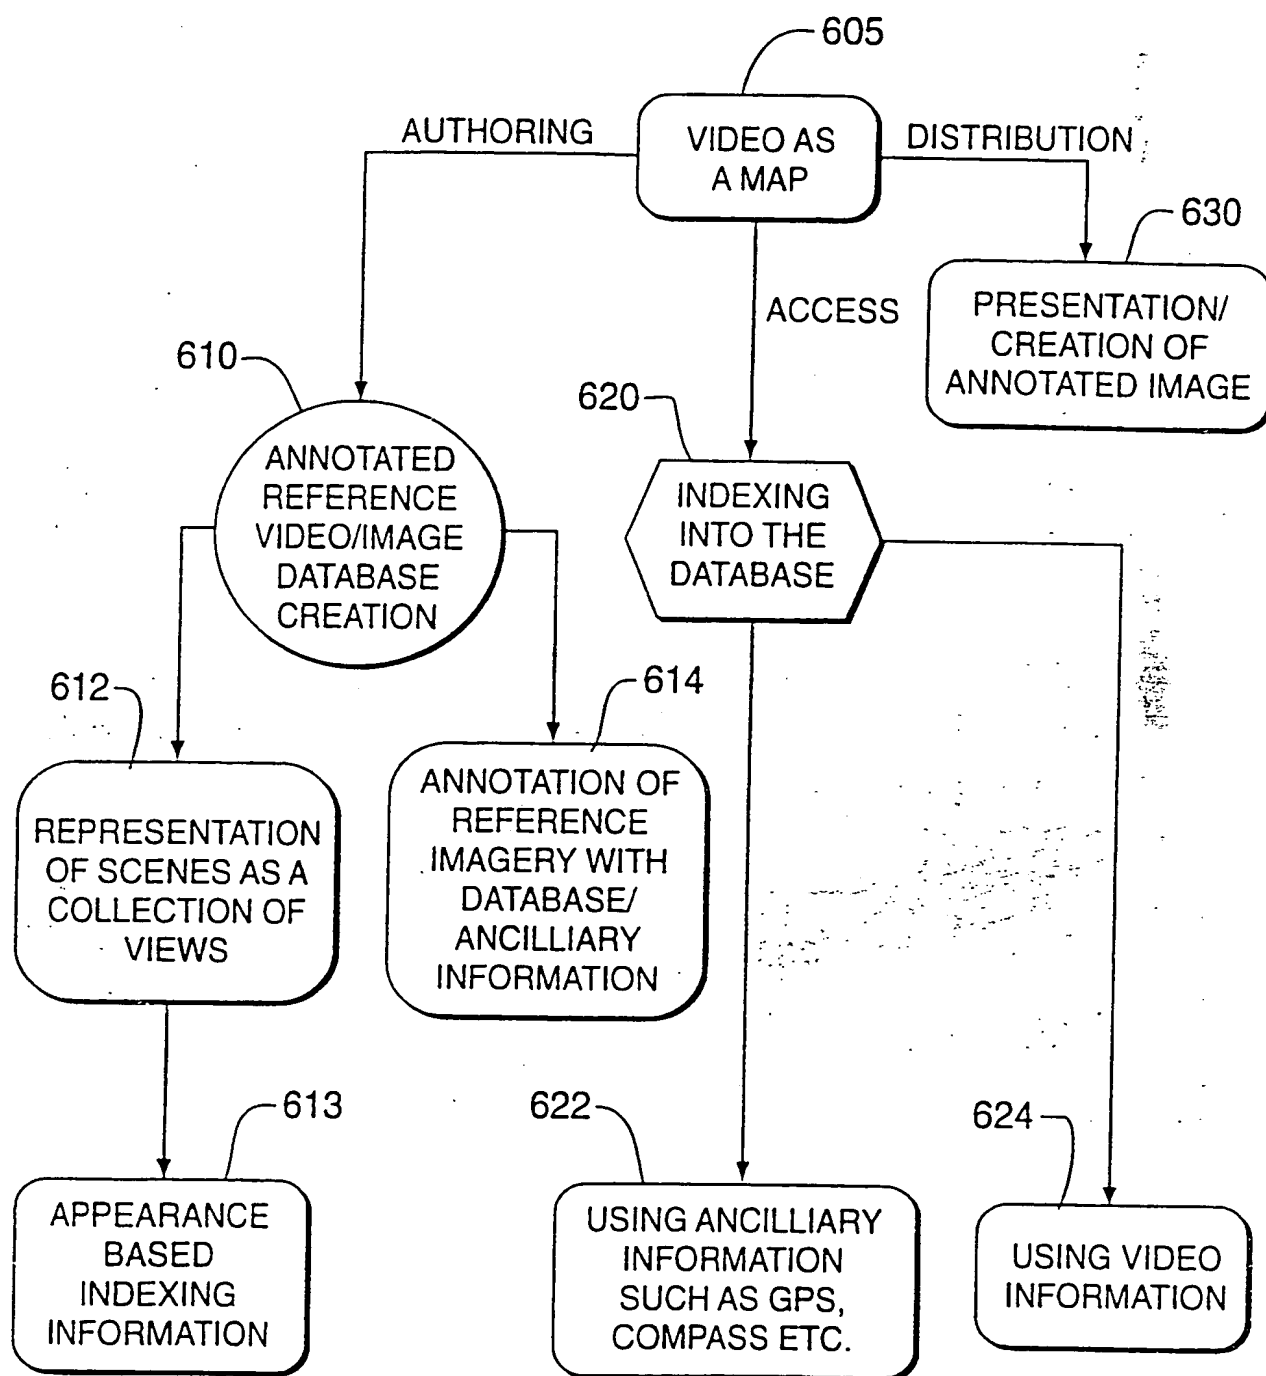 605
AUTHORING
VIDEO AS
A MAP
DISTRIBUTION
630
PRESENTATION/
CREATION OF
ANNOTATED IMAGE
ACCESS
610
ANNOTATED
REFERENCE
VIDEO/IMAGE
DATABASE
CREATION
620
INDEXING
INTO THE
DATABASE
612
REPRESENTATION
OF SCENES AS A
COLLECTION OF
VIEWS
614
ANNOTATION OF
REFERENCE
IMAGERY WITH
DATABASE/
ANCILLIARY
INFORMATION
613
APPEARANCE
BASED
INDEXING
INFORMATION
622
USING ANCILLIARY
INFORMATION
SUCH AS GPS,
COMPASS ETC.
624
USING VIDEO
INFORMATION